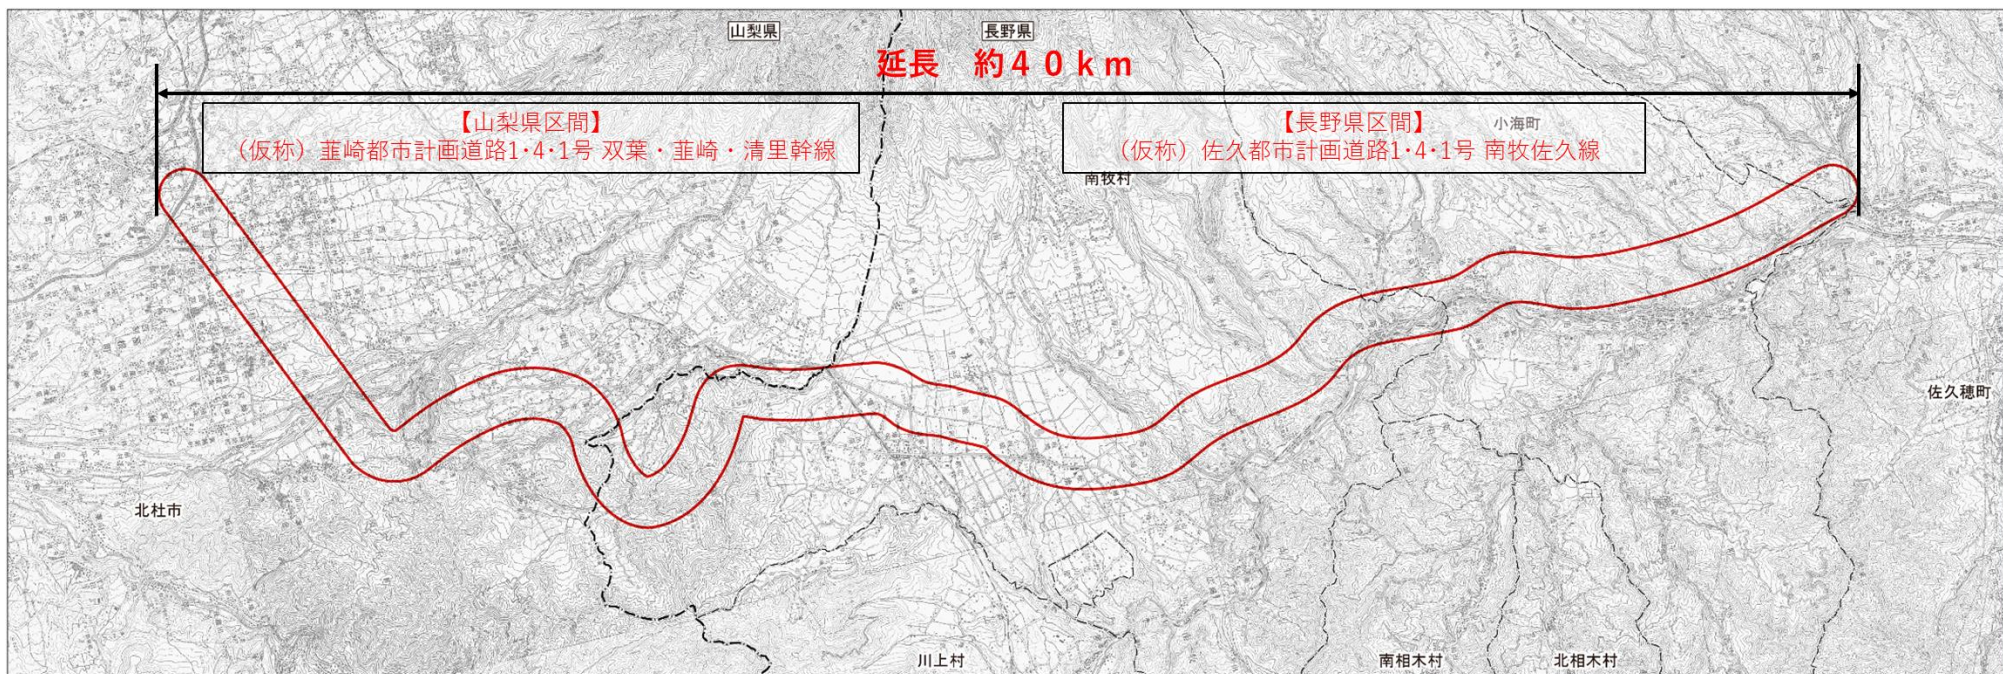 山梨県
長野県
延長　約４０ｋｍ
【山梨県区間】
（仮称）韮崎都市計画道路1･4･1号 双葉・韮崎・清里幹線
【長野県区間】
（仮称）佐久都市計画道路1･4･1号 南牧佐久線
小海町
南牧村
佐久穂町
北杜市
川上村
南相木村
北相木村